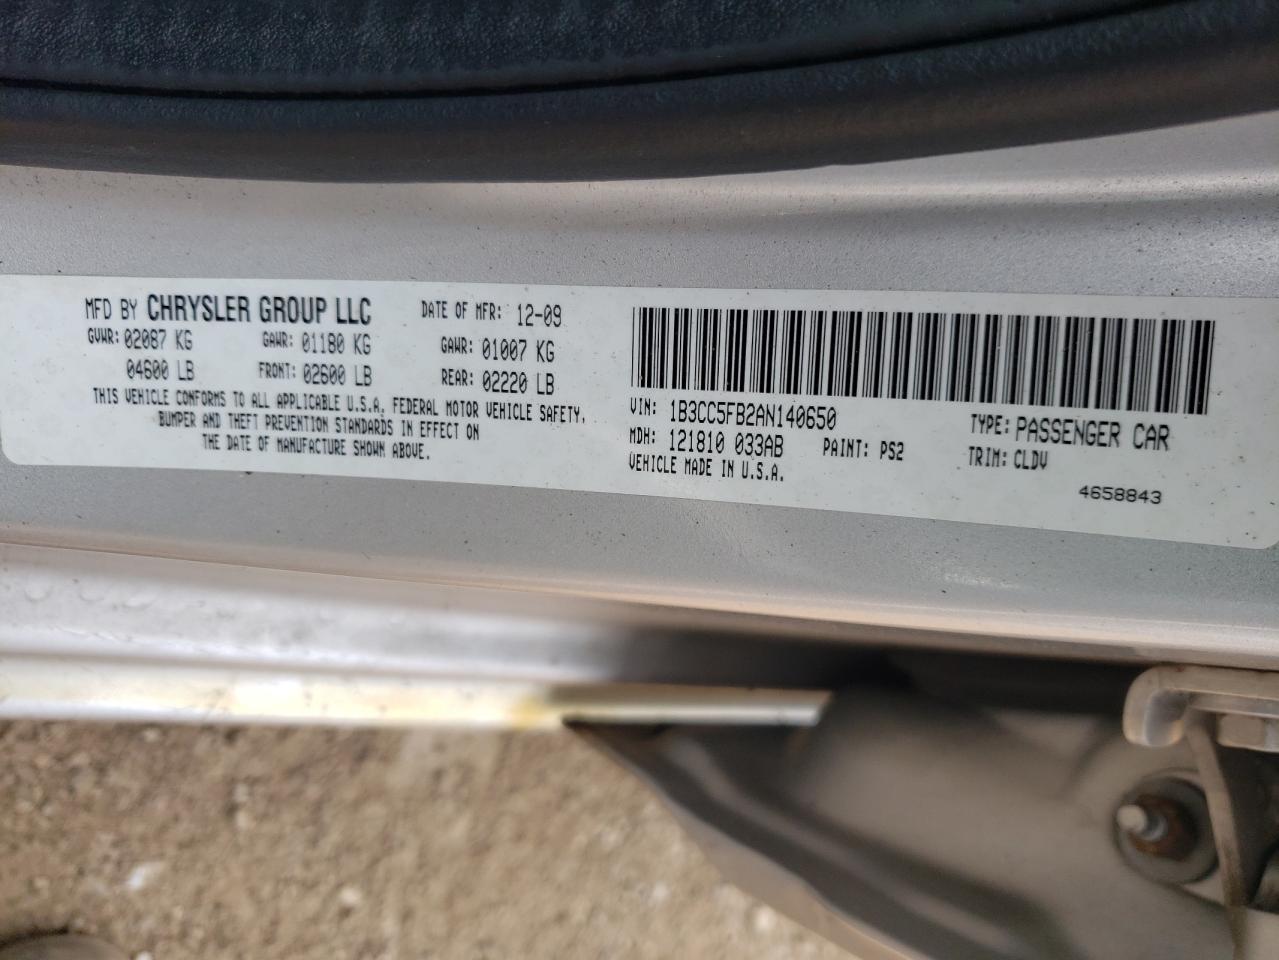 MFD BY CHRYSLER GROUP LLC DATE OF MFR: 12-09
GVWR: 02087 KG GAWR: 01180 KG GAWR: 01007 KG
04600 LB FRONT: 02600 LB REAR: 02220 LB
THIS VEHICLE CONFORMS TO ALL APPLICABLE U.S.A. FEDERAL MOTOR VEHICLE SAFETY,
BUMPER AND THEFT PREVENTION STANDARDS IN EFFECT ON
THE DATE OF MANUFACTURE SHOWN ABOVE.
VIN: 1B3CC5FB2AN140650 TYPE: PASSENGER CAR
MDH: 121810 033AB PAINT: PS2 TRIM: CLDV
VEHICLE MADE IN U.S.A.
4658843